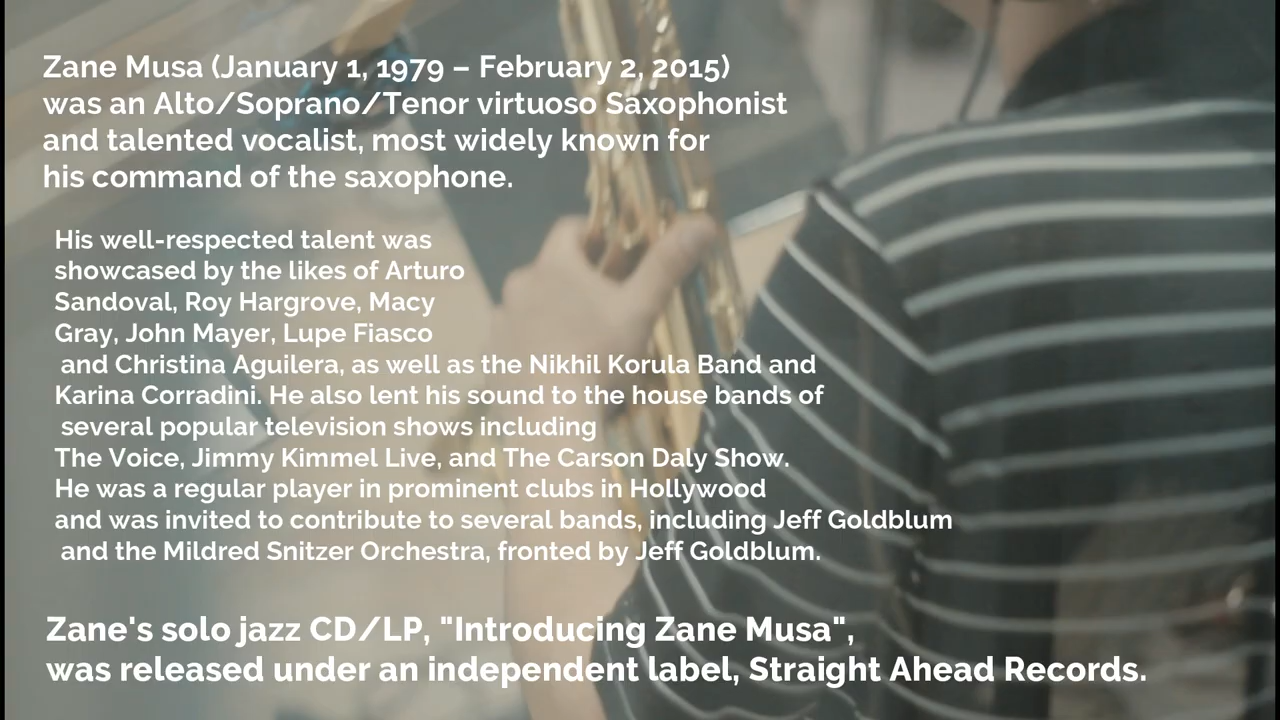 Zane Musa (January 1, 1979 – February 2, 2015)
was an Alto/Soprano/Tenor virtuoso Saxophonist
and talented vocalist, most widely known for
his command of the saxophone.
His well-respected talent was
showcased by the likes of Arturo
Sandoval, Roy Hargrove, Macy
Gray, John Mayer, Lupe Fiasco
and Christina Aguilera, as well as the Nikhil Korula Band and
Karina Corradini. He also lent his sound to the house bands of
several popular television shows including
The Voice, Jimmy Kimmel Live, and The Carson Daly Show.
He was a regular player in prominent clubs in Hollywood
and was invited to contribute to several bands, including Jeff Goldblum
and the Mildred Snitzer Orchestra, fronted by Jeff Goldblum.
Zane's solo jazz CD/LP, "Introducing Zane Musa",
was released under an independent label, Straight Ahead Records.